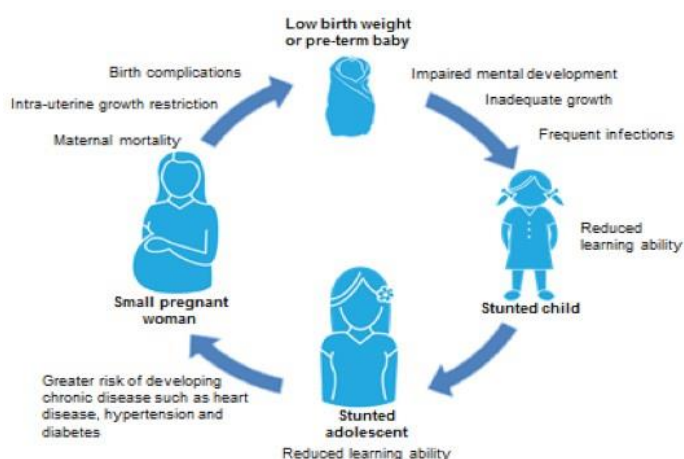 Low birth weight
or pre-term baby
Birth complications
Impaired mental development
Intra-uterine growth restriction
Inadequate growth
Maternal mortality
Frequent infections
Reduced
learning ability
Small pregnant
woman
Stunted child
Greater risk of developing
chronic disease such as heart
disease, hypertension and
diabetes
Stunted
adolescent
Reduced learning ability